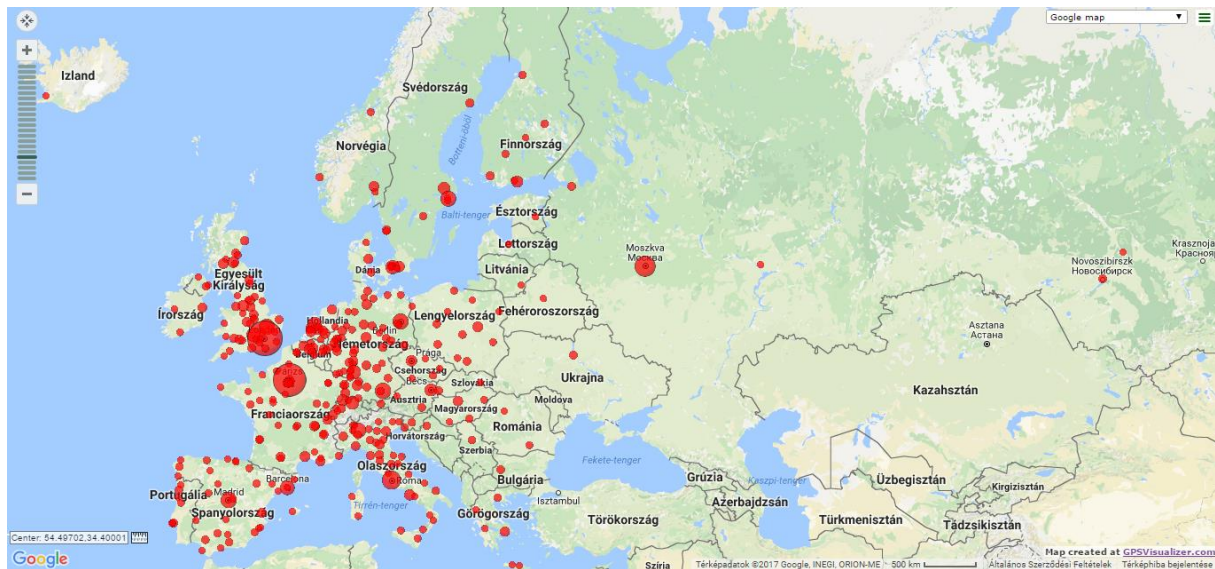 Google map
Izland
Svédország
Norvégia
Finnország
Botteni-öböl
Észtország
Balti-tenger
Lettország
Moszkva
Москва
Krasznoja
Красноя
Egyesült
Királyság
Dánia
Litvánia
Novoszibirszk
Новосибирск
Írország
Hollandia
Berlin
Lengyelország
Fehéroroszország
Asztana
Астана
Németország
Belgium
Prága
Csehország
Párizs
Bécs
Szlovákia
Ukrajna
Kazahsztán
Ausztria
Magyarország
Moldova
Franciaország
Horvátország
Románia
Szerbia
Olaszország
Fekete-tenger
Kaszpi-tenger
Barcelona
Róma
Bulgária
Grúzia
Üzbegisztán
Kirgizisztán
Portugália
Madrid
Isztambul
Azerbajdzsán
Spanyolország
Tirrén-tenger
Görögország
Törökország
Türkmenisztán
Tádzsikisztán
Center: 54.49702,34.40001
Map created at GPSVisualizer.com
Google
Szíria
Térképadatok ©2017 Google, INEGI, ORION-ME
500 km
Általános Szerződési Feltételek
Térképhiba bejelentése